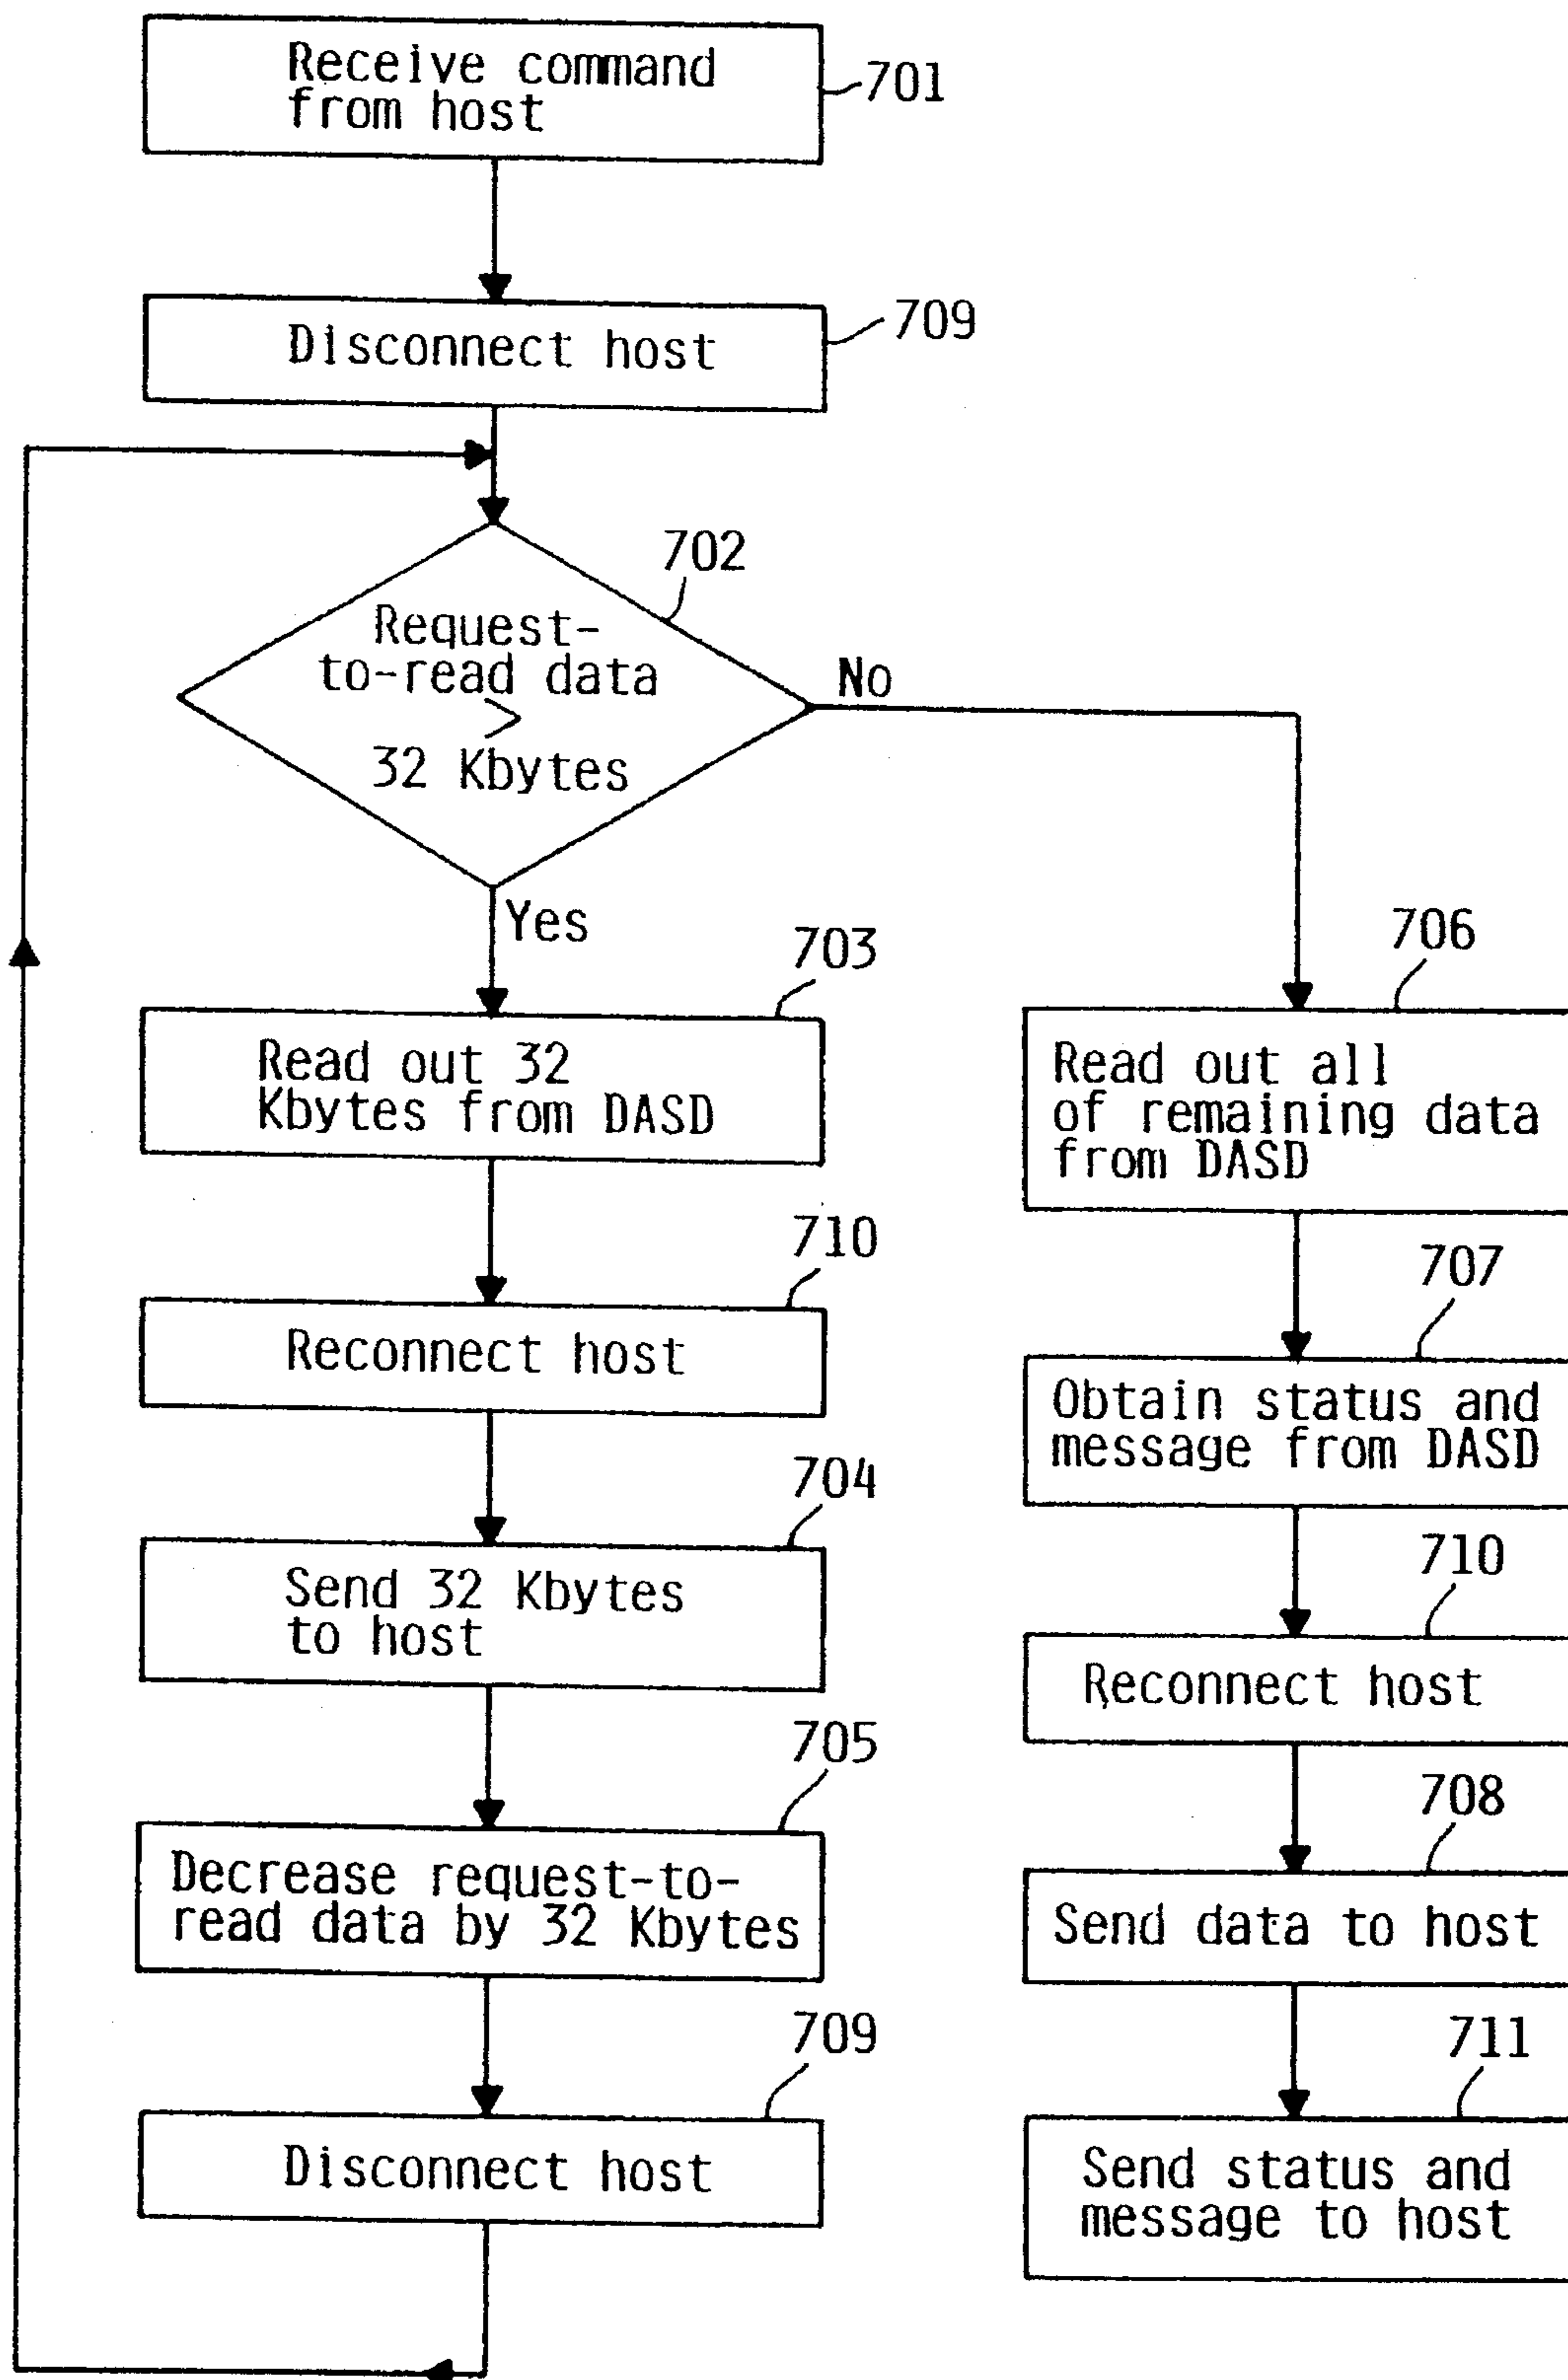 Receive command
from host
701
Disconnect host
709
702
Request-
to-read data
>
32 Kbytes
No
Yes
703
Read out 32
Kbytes from DASD
710
Reconnect host
704
Send 32 Kbytes
to host
705
Decrease request-to-
read data by 32 Kbytes
709
Disconnect host
706
Read out all
of remaining data
from DASD
707
Obtain status and
message from DASD
710
Reconnect host
708
Send data to host
711
Send status and
message to host